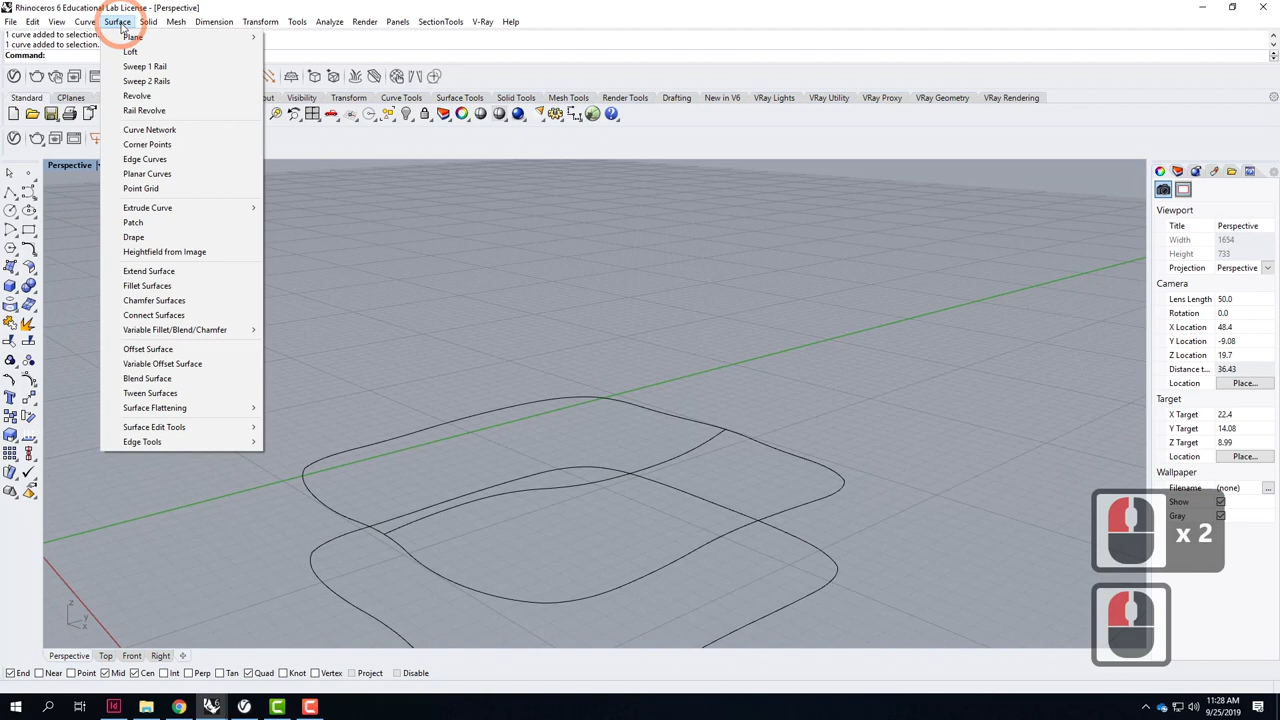 Rhinoceros 6 Educational Lab License - [Perspective]
File Edit View Curve Surface Solid Mesh Dimension Transform Tools Analyze Render Panels SectionTools V-Ray Help
1 curve added to selection.
1 curve added to selection.
Command:
Standard CPlanes Visibility Transform Curve Tools Surface Tools Solid Tools Mesh Tools Render Tools Drafting New in V6 VRay Lights VRay Proxy VRay Geometry VRay Rendering
Perspective
Plane
Loft
Sweep 1 Rail
Sweep 2 Rails
Revolve
Rail Revolve
Curve Network
Corner Points
Edge Curves
Planar Curves
Point Grid
Extrude Curve
Patch
Drape
Heightfield from Image
Extend Surface
Fillet Surfaces
Chamfer Surfaces
Connect Surfaces
Variable Fillet/Blend/Chamfer
Offset Surface
Variable Offset Surface
Blend Surface
Tween Surfaces
Surface Flattening
Surface Edit Tools
Edge Tools
Viewport
Title Perspective
Width 1654
Height 733
Projection Perspective
Camera
Lens Length 50.0
Rotation 0.0
X Location 48.4
Y Location -9.08
Z Location 19.7
Distance t... 36.43
Location Place...
Target
X Target 22.4
Y Target 14.08
Z Target 8.99
Location Place...
Wallpaper
Filename (none) ...
Show
Gray
x 2
z
y
x
Perspective Top Front Right
End Near Point Mid Cen Int Perp Tan Quad Knot Vertex Project Disable
11:28 AM
9/25/2019